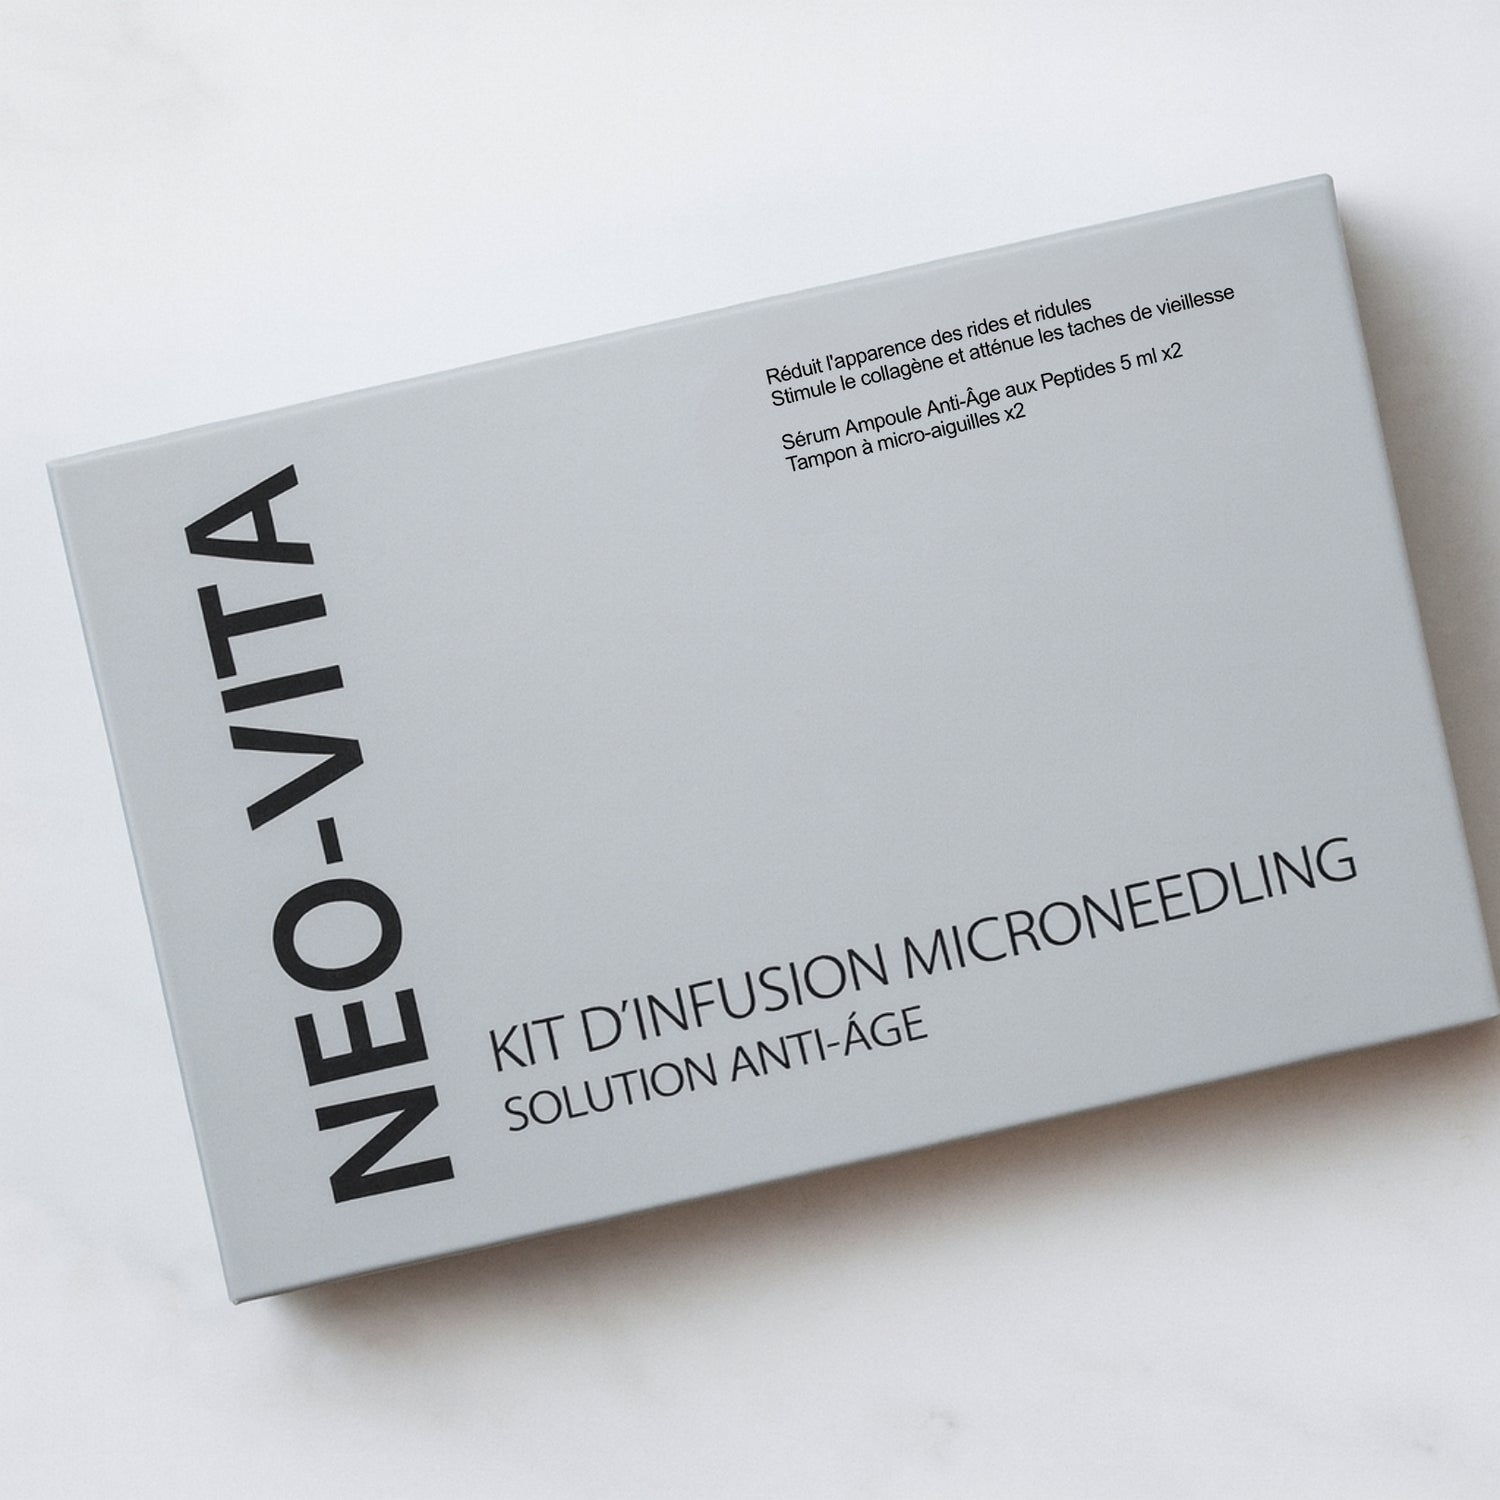 Réduit l'apparence des rides et ridules
Stimule le collagène et atténue les taches de vieillesse
Sérum Ampoule Anti-Âge aux Peptides 5 ml x2
Tampon à micro-aiguilles x2
NEO-VITA
KIT D’INFUSION MICRONEEDLING
SOLUTION ANTI-ÁGE